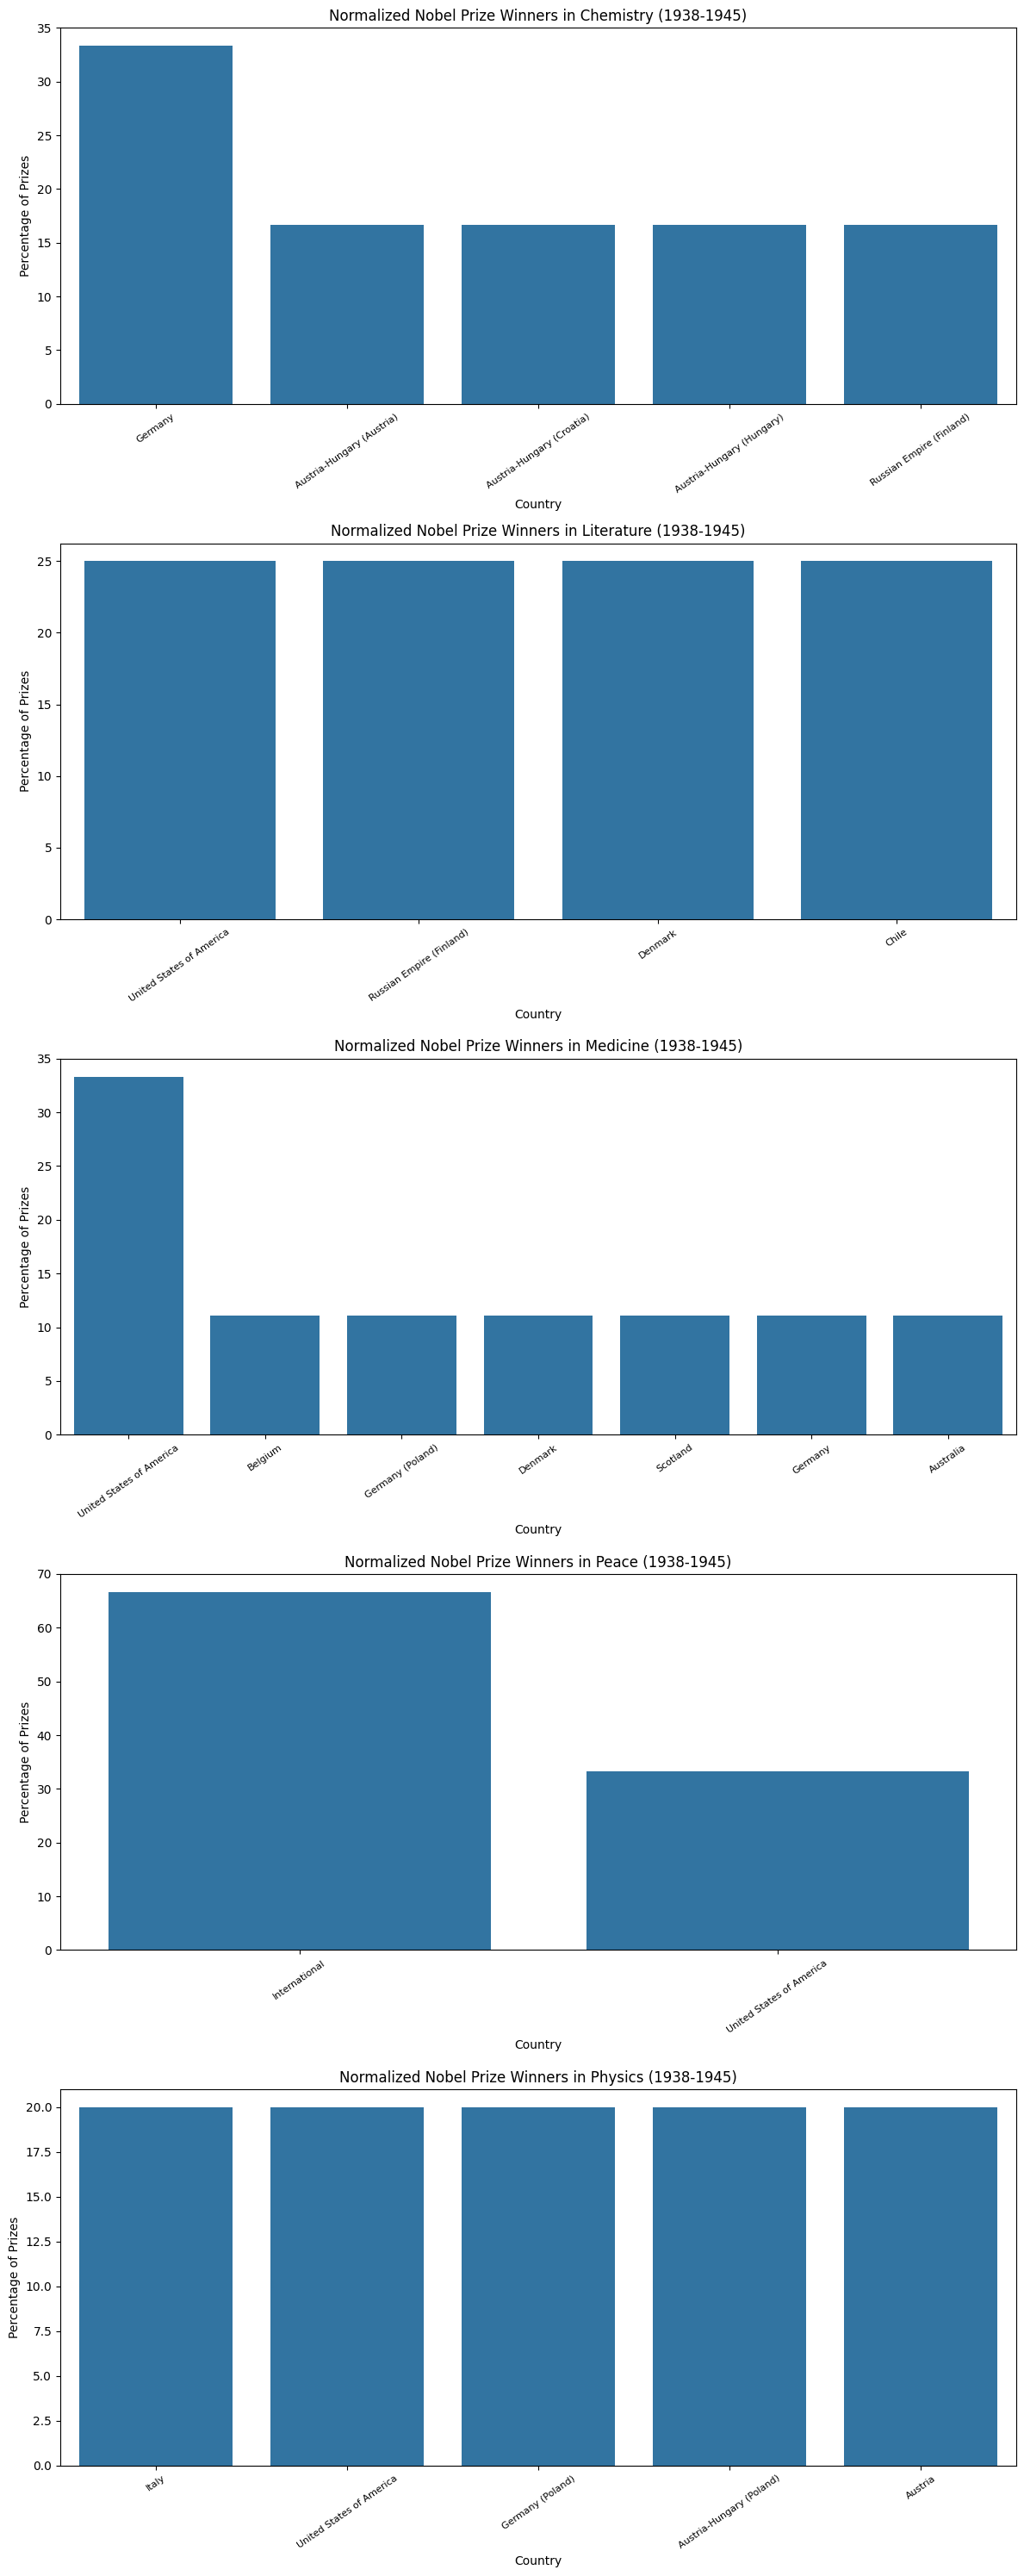 Normalized Nobel Prize Winners in Chemistry (1938-1945)
35
30
25
20
15
10
5
0
Percentage of Prizes
Germany
Austria-Hungary (Austria)
Austria-Hungary (Croatia)
Austria-Hungary (Hungary)
Russian Empire (Finland)
Country
Normalized Nobel Prize Winners in Literature (1938-1945)
25
20
15
10
5
0
Percentage of Prizes
United States of America
Russian Empire (Finland)
Denmark
Chile
Country
Normalized Nobel Prize Winners in Medicine (1938-1945)
35
30
25
20
15
10
5
0
Percentage of Prizes
United States of America
Belgium
Germany (Poland)
Denmark
Scotland
Germany
Australia
Country
Normalized Nobel Prize Winners in Peace (1938-1945)
70
60
50
40
30
20
10
0
Percentage of Prizes
International
United States of America
Country
Normalized Nobel Prize Winners in Physics (1938-1945)
20.0
17.5
15.0
12.5
10.0
7.5
5.0
2.5
0.0
Percentage of Prizes
Italy
United States of America
Germany (Poland)
Austria-Hungary (Poland)
Austria
Country